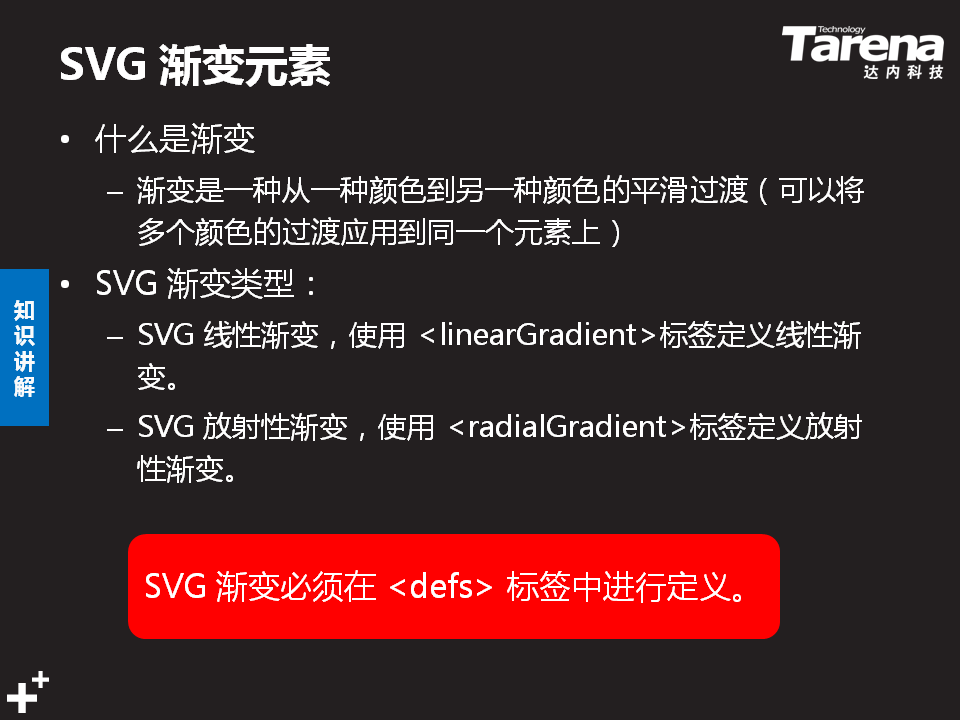 SVG 渐变元素
Technology
Tarena
达内科技
• 什么是渐变
– 渐变是一种从一种颜色到另一种颜色的平滑过渡（可以将
多个颜色的过渡应用到同一个元素上）
• SVG 渐变类型：
– SVG 线性渐变，使用 <linearGradient>标签定义线性渐
变。
– SVG 放射性渐变，使用 <radialGradient>标签定义放射
性渐变。
知
识
讲
解
SVG 渐变必须在 <defs> 标签中进行定义。